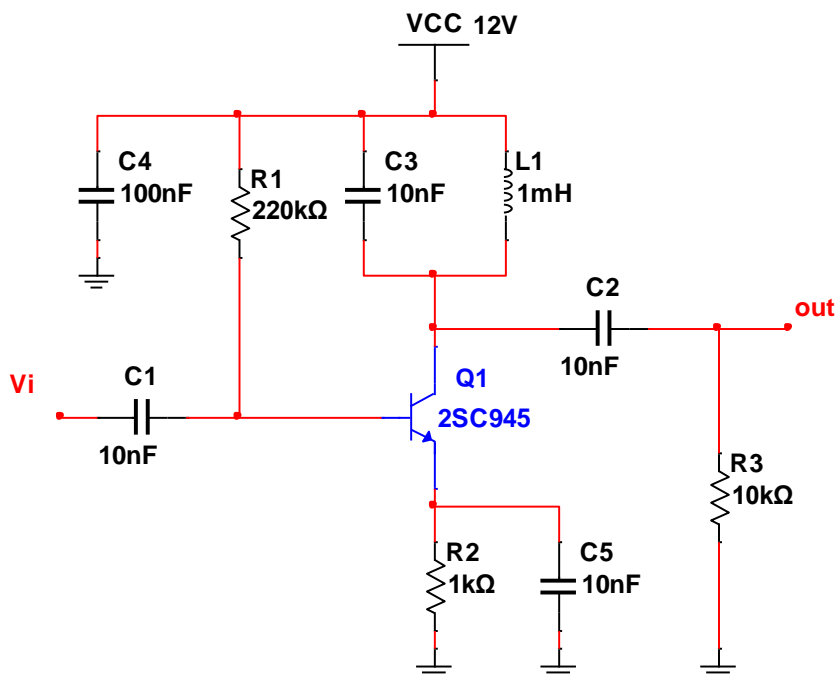 VCC 12V
C4
100nF
R1
220kΩ
C3
10nF
L1
1mH
C2
10nF
out
Vi
C1
10nF
Q1
2SC945
R3
10kΩ
R2
1kΩ
C5
10nF